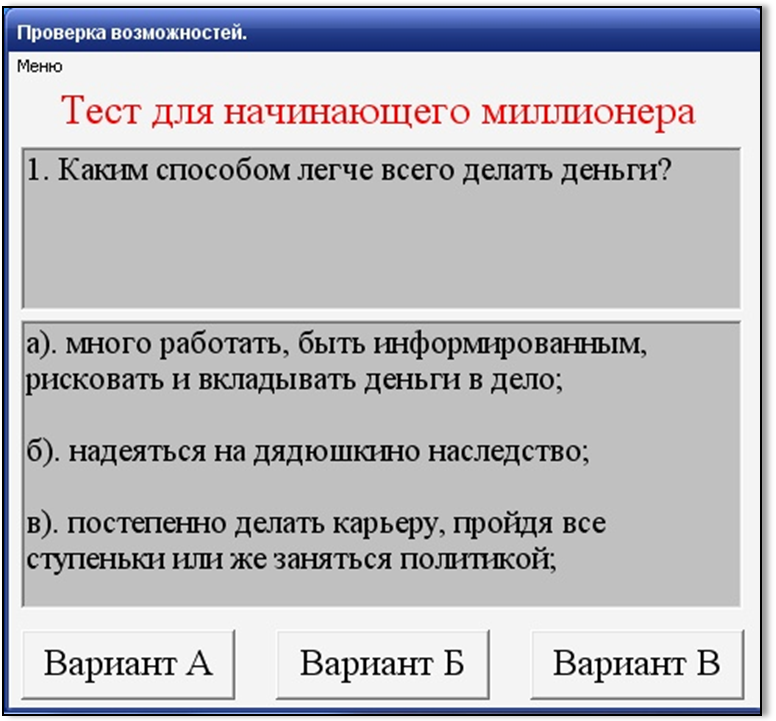 Проверка возможностей.
Меню
Тест для начинающего миллионера
1. Каким способом легче всего делать деньги?
а). много работать, быть информированным,
рисковать и вкладывать деньги в дело;
б). надеяться на дядюшкино наследство;
в). постепенно делать карьеру, пройдя все
ступеньки или же заняться политикой;
Вариант А
Вариант Б
Вариант В